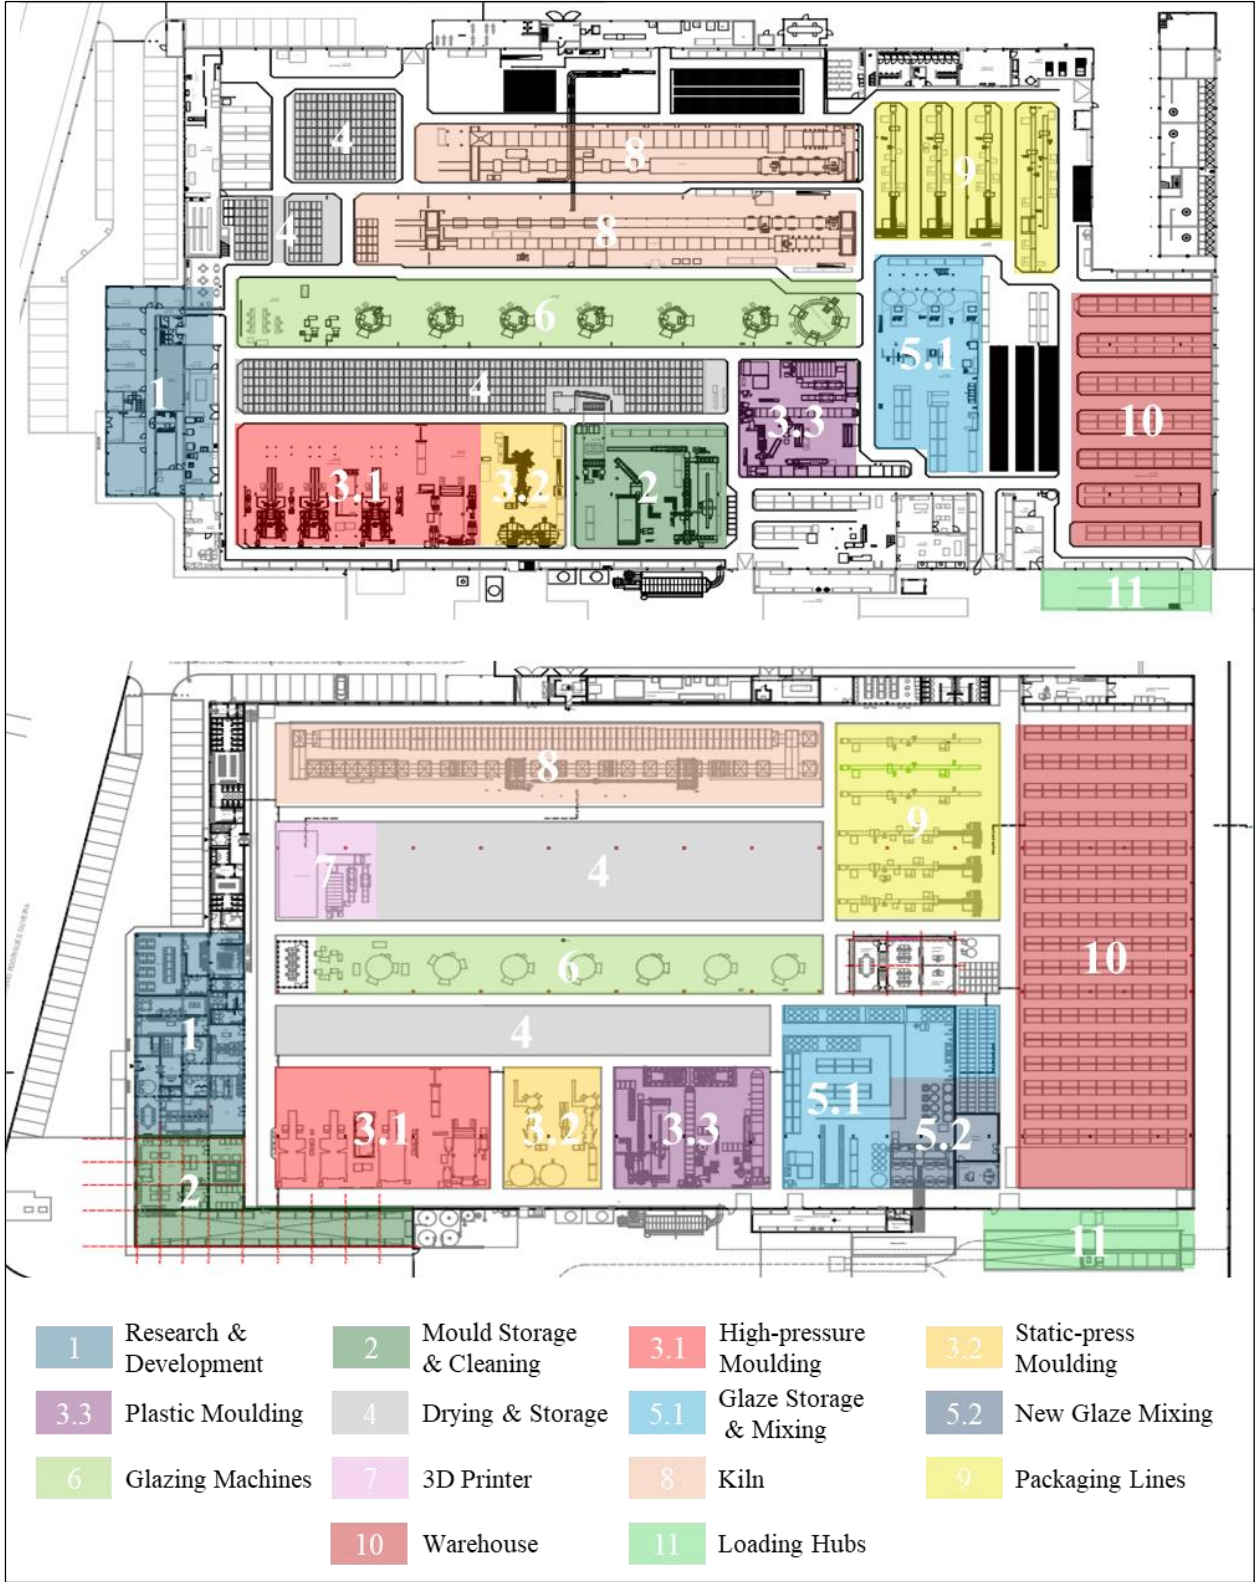 4
8
9
4
8
6
5.1
1
4
3.3
10
3.1
3.2
2
11
8
7
4
9
6
10
1
4
3.1
3.2
3.3
5.1
5.2
2
11
1 Research & Development
2 Mould Storage & Cleaning
3.1 High-pressure Moulding
3.2 Static-press Moulding
3.3 Plastic Moulding
4 Drying & Storage
5.1 Glaze Storage & Mixing
5.2 New Glaze Mixing
6 Glazing Machines
7 3D Printer
8 Kiln
9 Packaging Lines
10 Warehouse
11 Loading Hubs